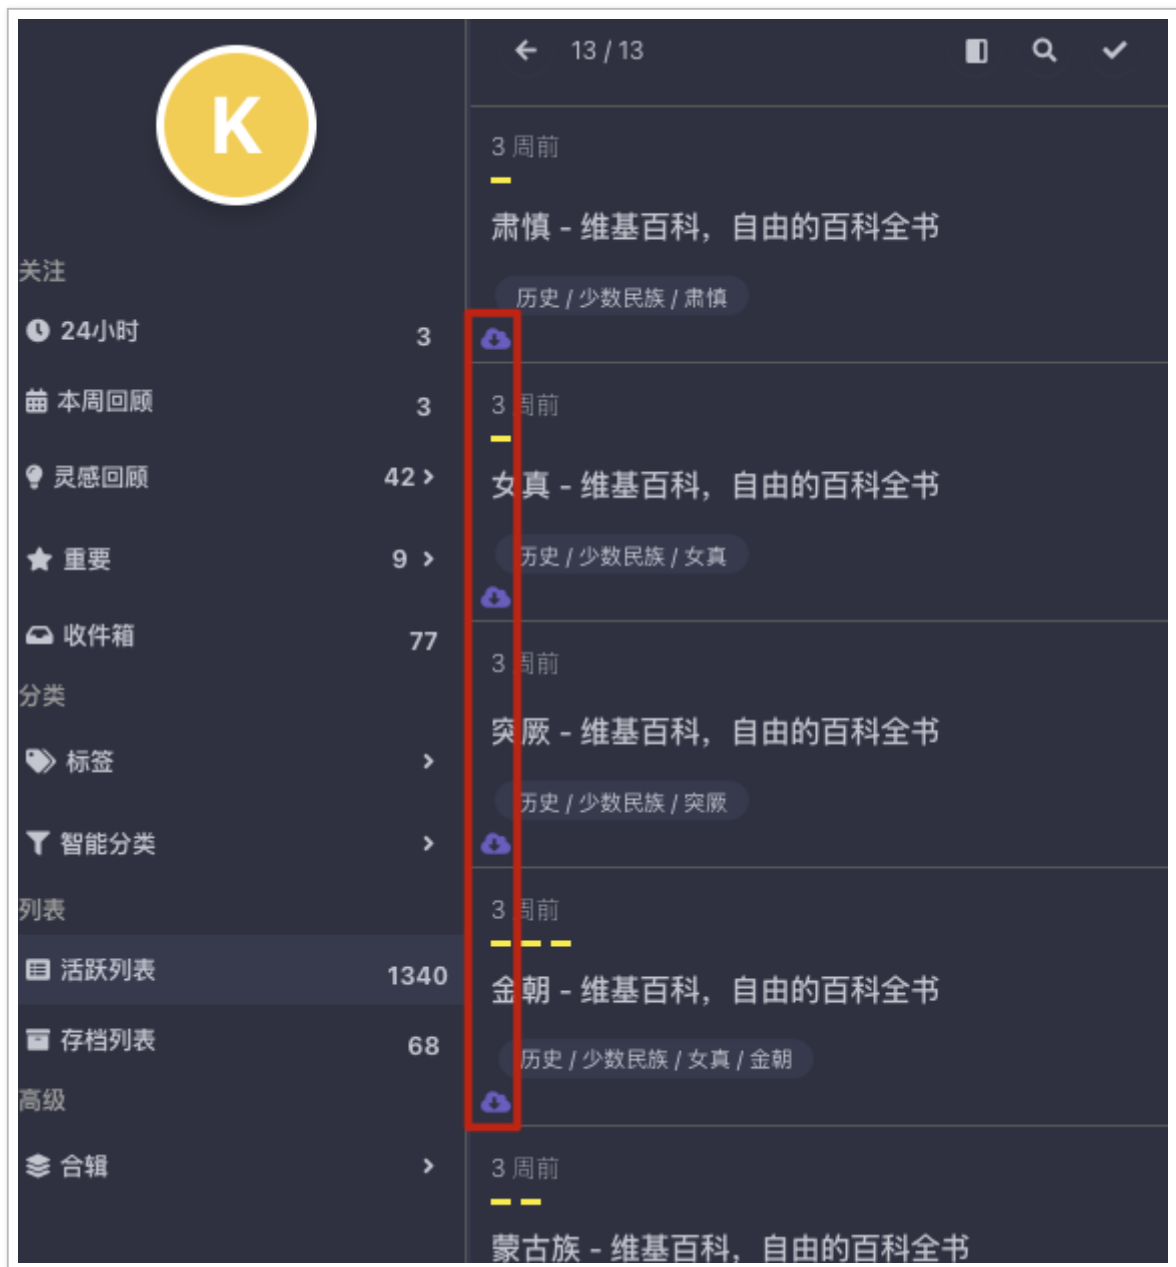 K
关注
24小时 3
本周回顾 3
灵感回顾 42
重要 9
收件箱 77
分类
标签
智能分类
列表
活跃列表 1340
存档列表 68
高级
合辑
13 / 13
3 周前
肃慎 - 维基百科，自由的百科全书
历史 / 少数民族 / 肃慎
3 周前
女真 - 维基百科，自由的百科全书
历史 / 少数民族 / 女真
3 周前
突厥 - 维基百科，自由的百科全书
历史 / 少数民族 / 突厥
3 周前
金朝 - 维基百科，自由的百科全书
历史 / 少数民族 / 女真 / 金朝
3 周前
蒙古族 - 维基百科，自由的百科全书